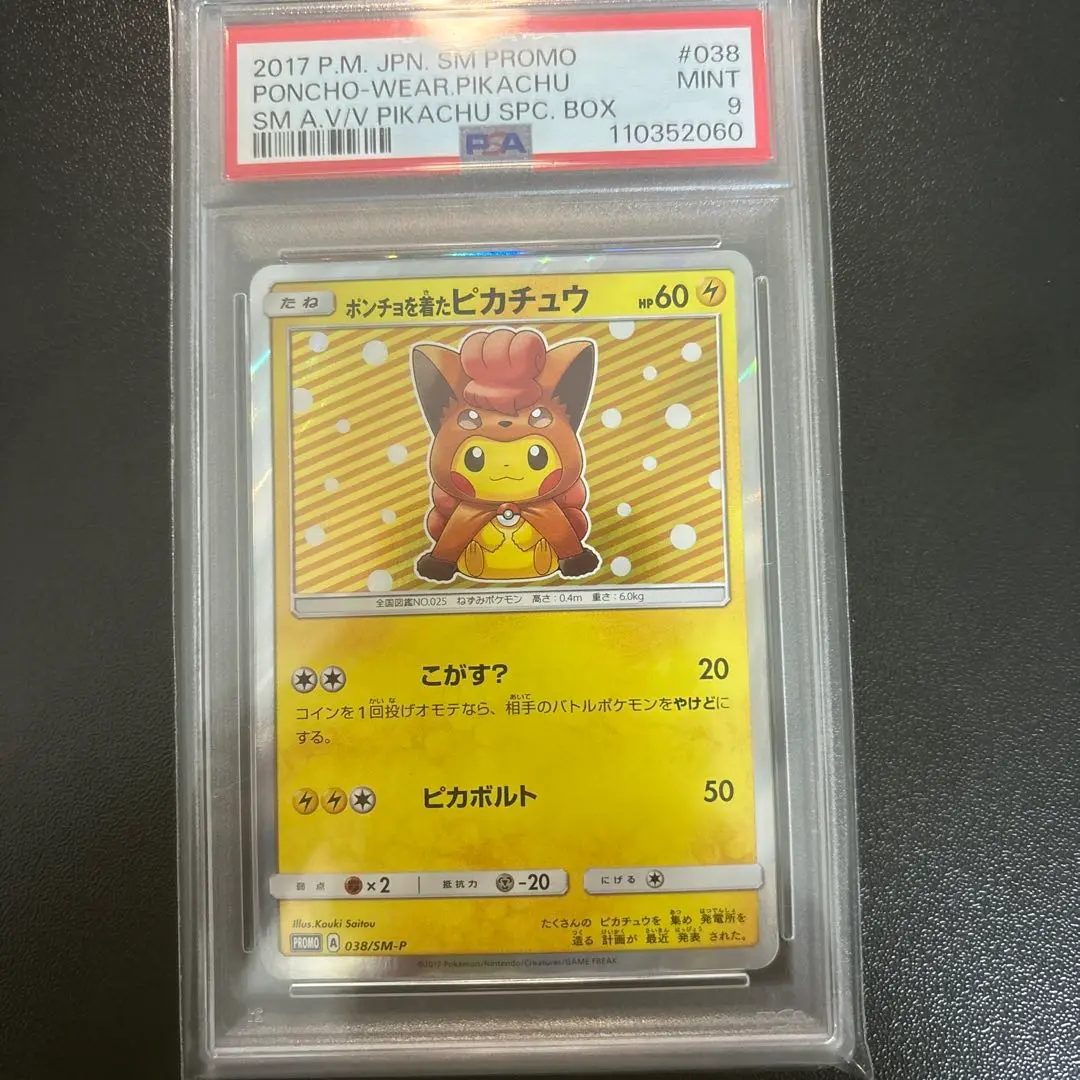 2017 P.M. JPN. SM PROMO #038
PONCHO-WEAR.PIKACHU MINT
SM A.V/V PIKACHU SPC. BOX 9
PSA 110352060
たね ポンチョを着たピカチュウ HP60
全国図鑑NO.025 ねずみポケモン 高さ:0.4m 重さ:6.0kg
こがす? 20
コインを1回投げオモテなら、相手のバトルポケモンをやけどに
する。
ピカボルト 50
弱点 ×2 抵抗力 -20 にげる
Illus.Kouki Saitou
たくさんの ピカチュウを 集め 発電所を
造る 計画が 最近 発表 された。
PROMO A 038/SM-P
©2017 Pokémon/Nintendo/Creatures/GAME FREAK.